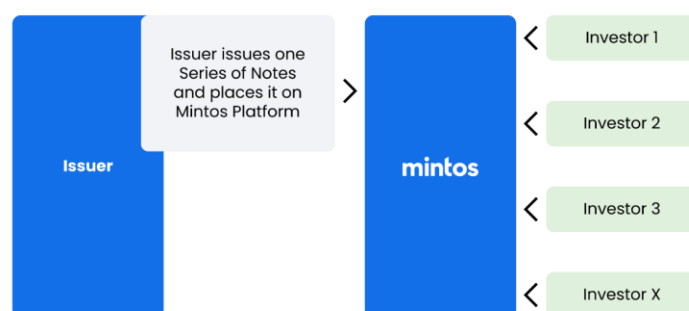 Issuer issues one
Series of Notes
and places it on
Mintos Platform
Issuer
mintos
Investor 1
Investor 2
Investor 3
Investor X